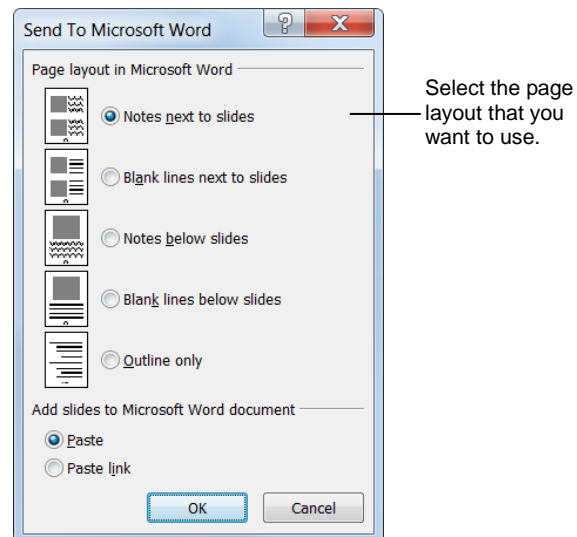 Send To Microsoft Word
Page layout in Microsoft Word
Notes next to slides
Blank lines next to slides
Notes below slides
Blank lines below slides
Outline only
Add slides to Microsoft Word document
Paste
Paste link
OK Cancel
Select the page
layout that you
want to use.